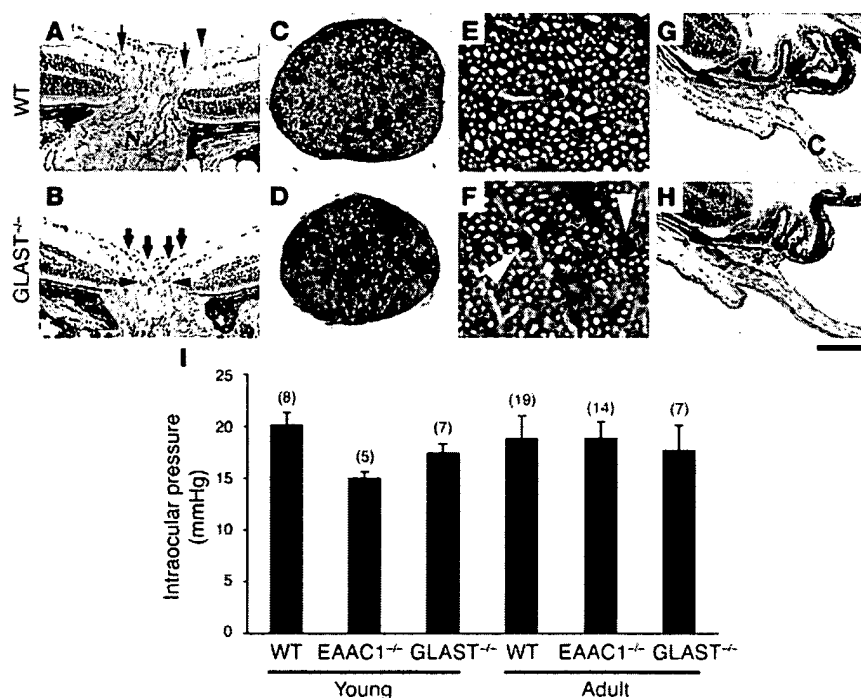 A C E G
WT
N
C
B D F H
GLAST⁻/⁻
I
Intraocular pressure
(mmHg)
25
20
15
10
5
0
(8)
(5)
(7)
(19)
(14)
(7)
WT EAAC1⁻/⁻ GLAST⁻/⁻ WT EAAC1⁻/⁻ GLAST⁻/⁻
Young Adult